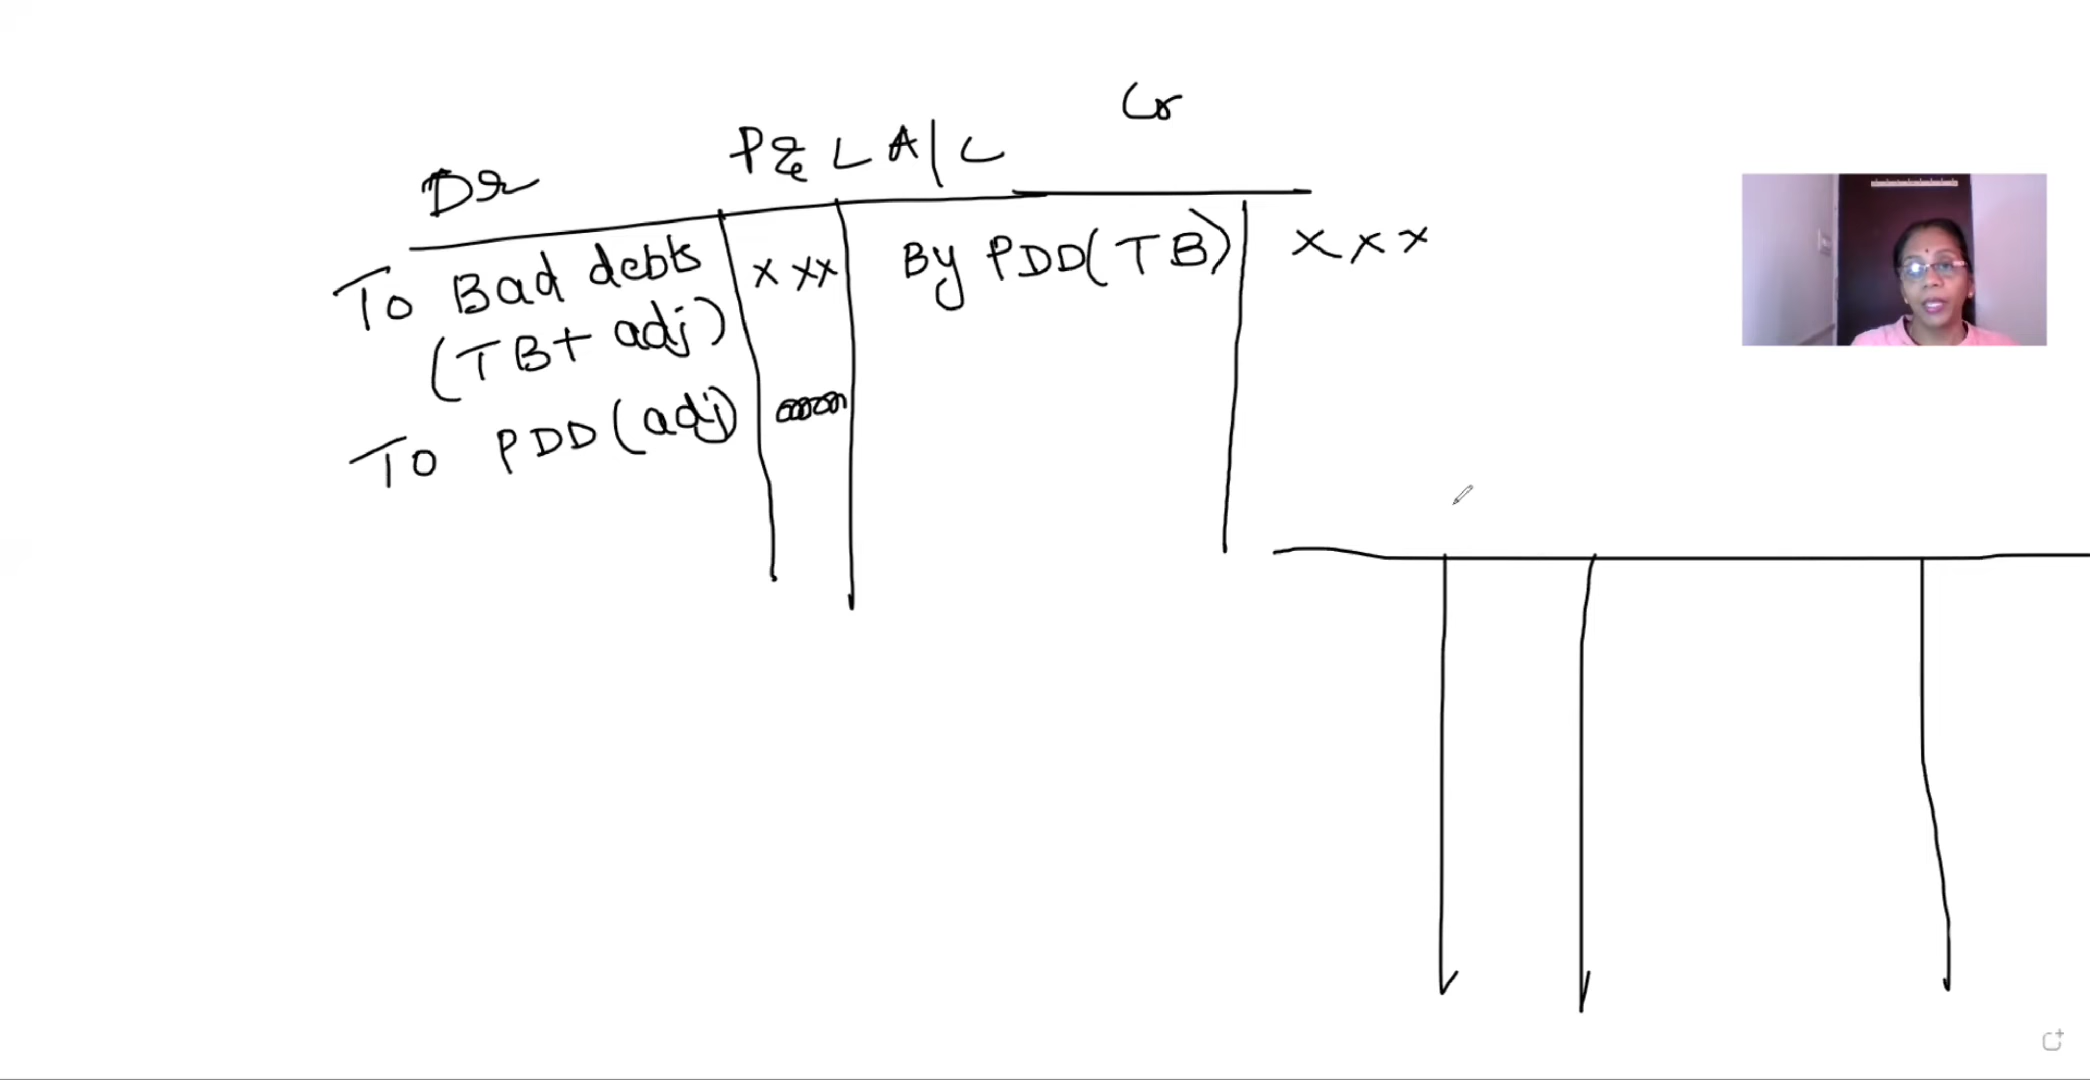 Cr
P & L A/C
Dr
To Bad debts xxx By PDD(TB) xxx
(TB+ adj)
To PDD (adj)